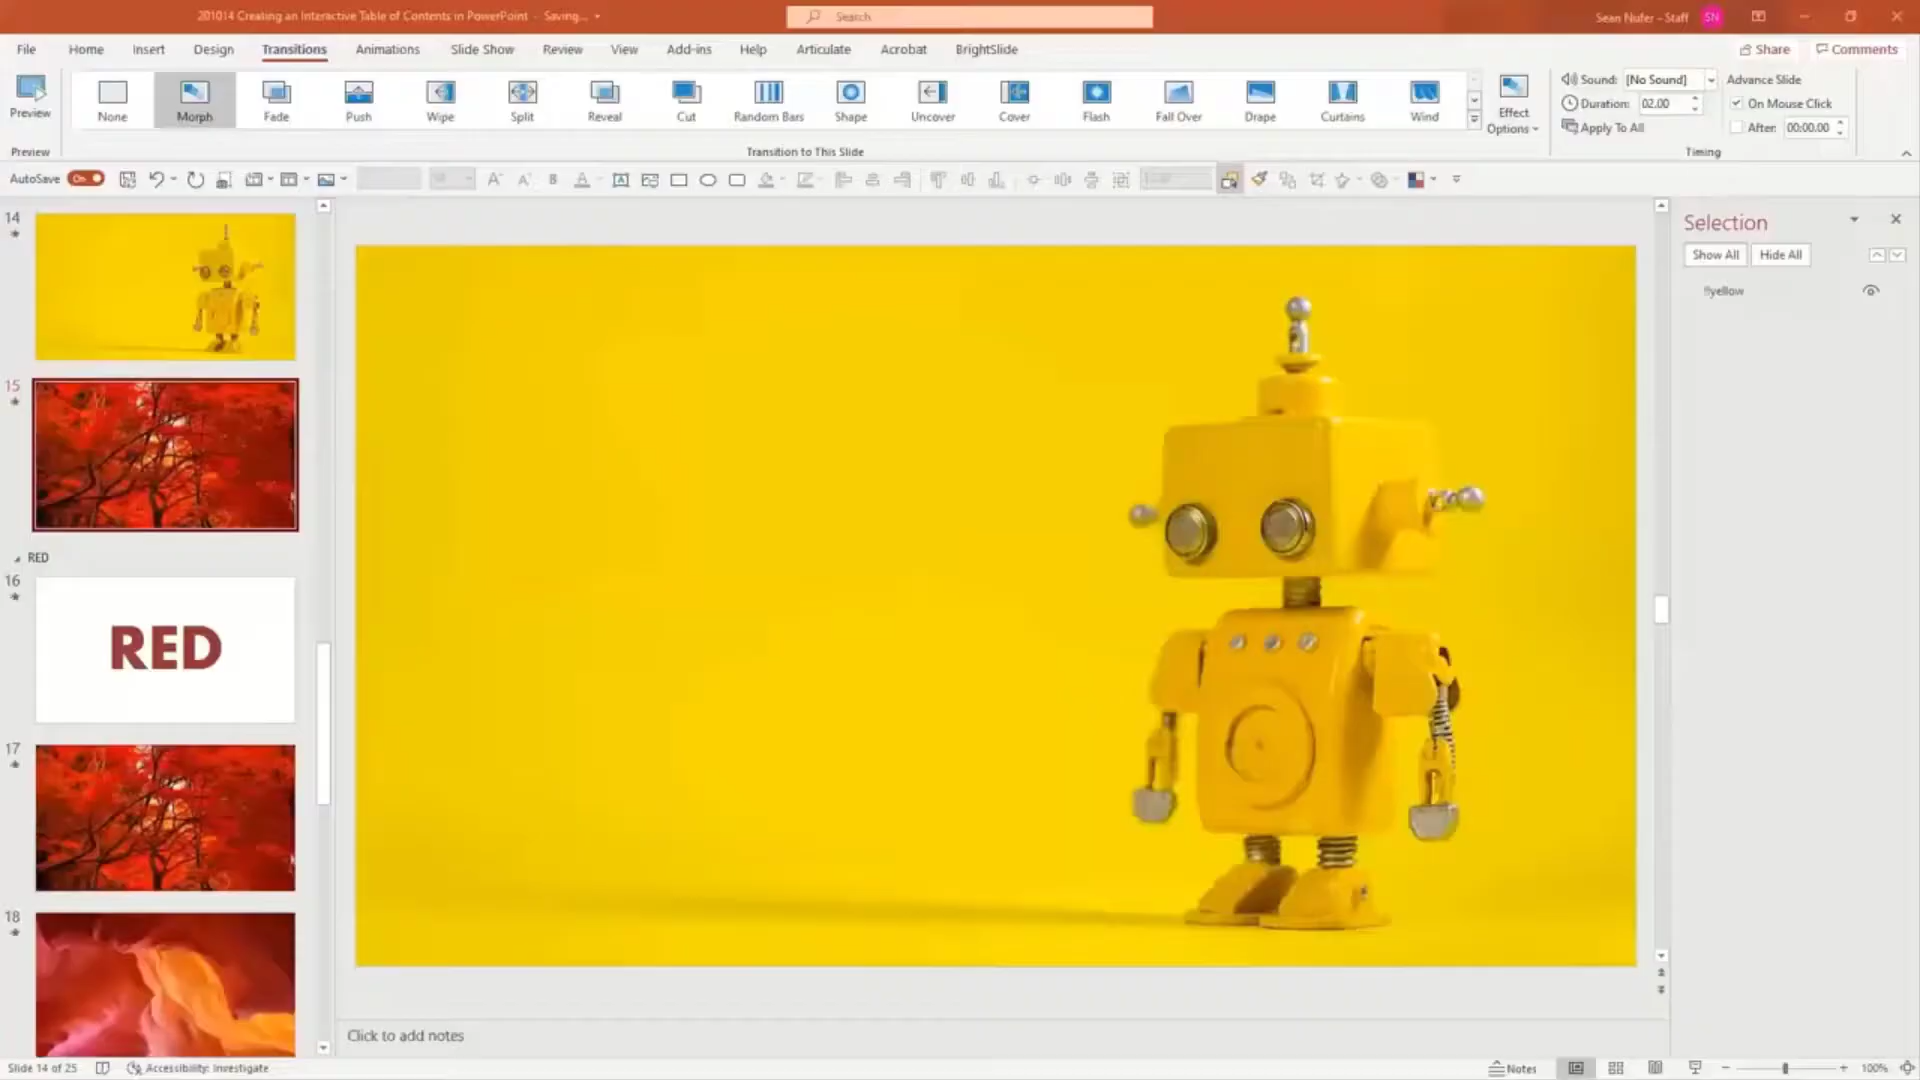 201014 Creating an Interactive Table of Contents in PowerPoint - Saving...
Search
Sean Nufer - Staff
SN
File
Home
Insert
Design
Transitions
Animations
Slide Show
Review
View
Add-ins
Help
Articulate
Acrobat
BrightSlide
Share
Comments
Preview
None
Morph
Fade
Push
Wipe
Split
Reveal
Cut
Random Bars
Shape
Uncover
Cover
Flash
Fall Over
Drape
Curtains
Wind
Effect
Options
Sound: [No Sound]
Duration: 02.00
Apply To All
Advance Slide
On Mouse Click
After: 00:00.00
Preview
Transition to This Slide
Timing
AutoSave On
14
15
RED
16
RED
17
18
Selection
Show All
Hide All
!!yellow
Click to add notes
Slide 14 of 25
Accessibility: Investigate
Notes
100%